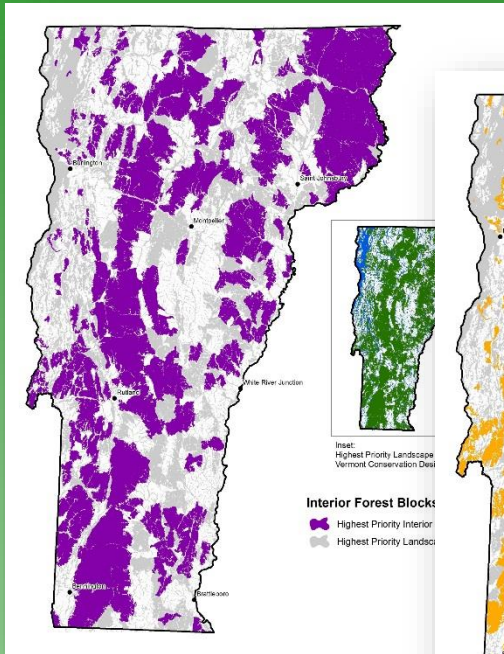 Burlington
Saint Johnsbury
Montpelier
White River Junction
Rutland
Inset:
Highest Priority Landscape
Vermont Conservation Desi
Interior Forest Blocks
Highest Priority Interior
Highest Priority Landsca
Bennington
Brattleboro